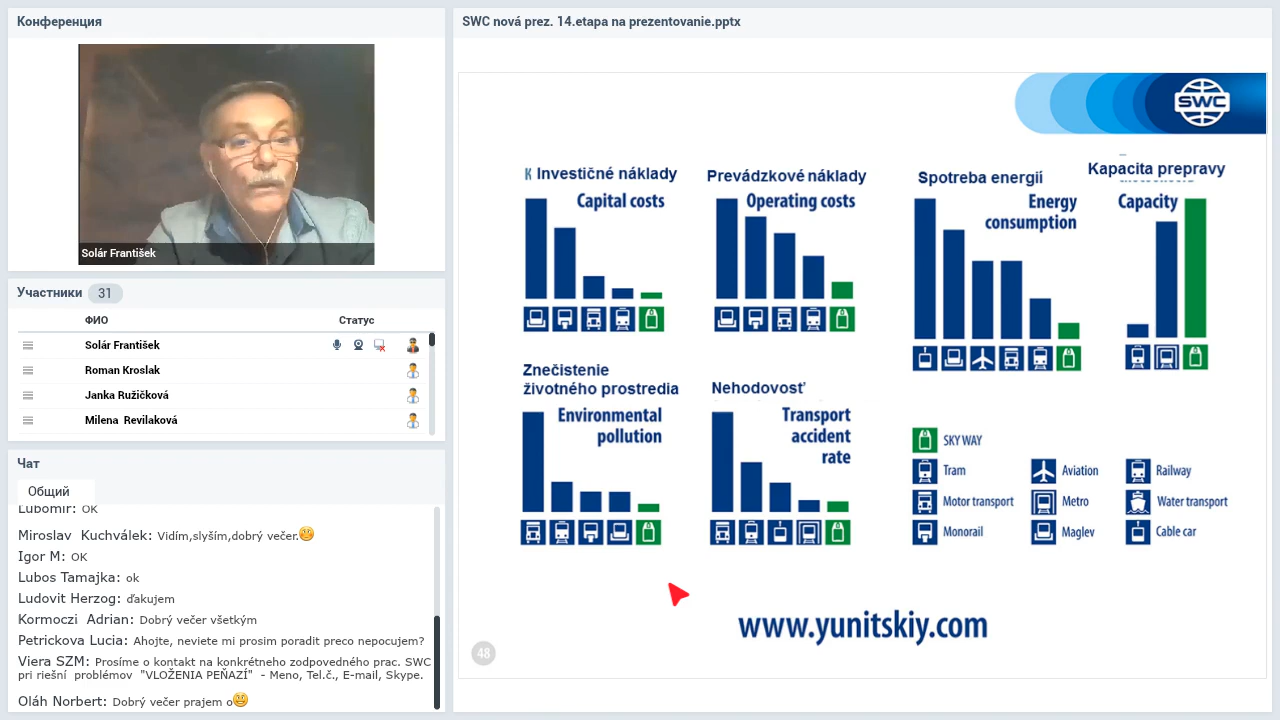 Конференция
Solár František
Участники 31
ФИО Статус
Solár František
Roman Kroslak
Janka Ružičková
Milena Revilaková
Чат
Общий
Lubomir: OK
Miroslav Kuchválek: Vidím,slyším,dobrý večer.
Igor M: OK
Lubos Tamajka: ok
Ludovit Herzog: ďakujem
Kormoczi Adrian: Dobrý večer všetkým
Petrickova Lucia: Ahojte, neviete mi prosim poradit preco nepocujem?
Viera SZM: Prosíme o kontakt na konkrétneho zodpovedného prac. SWC
pri riešní problémov "VLOŽENIA PEŇAZÍ" - Meno, Tel.č., E-mail, Skype.
Oláh Norbert: Dobrý večer prajem o
SWC nová prez. 14.etapa na prezentovanie.pptx
SWC
K Investičné náklady
Capital costs
Prevádzkové náklady
Operating costs
Spotreba energií
Energy
consumption
Kapacita prepravy
Capacity
Znečistenie
životného prostredia
Environmental
pollution
Nehodovosť
Transport
accident
rate
SKY WAY
Tram
Aviation
Railway
Motor transport
Metro
Water transport
Monorail
Maglev
Cable car
www.yunitskiy.com
48